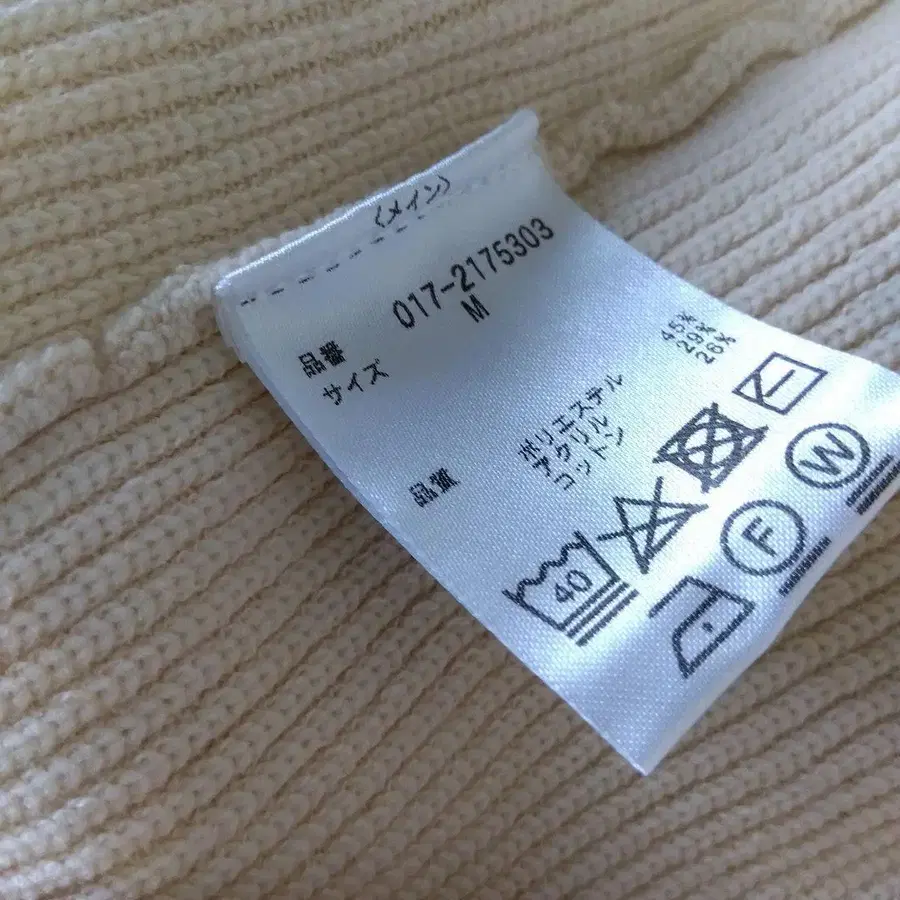 〈メイン〉
品番 017-2175303
サイズ M
品質 ポリエステル 45%
アクリル 29%
コットン 26%
40
F
W